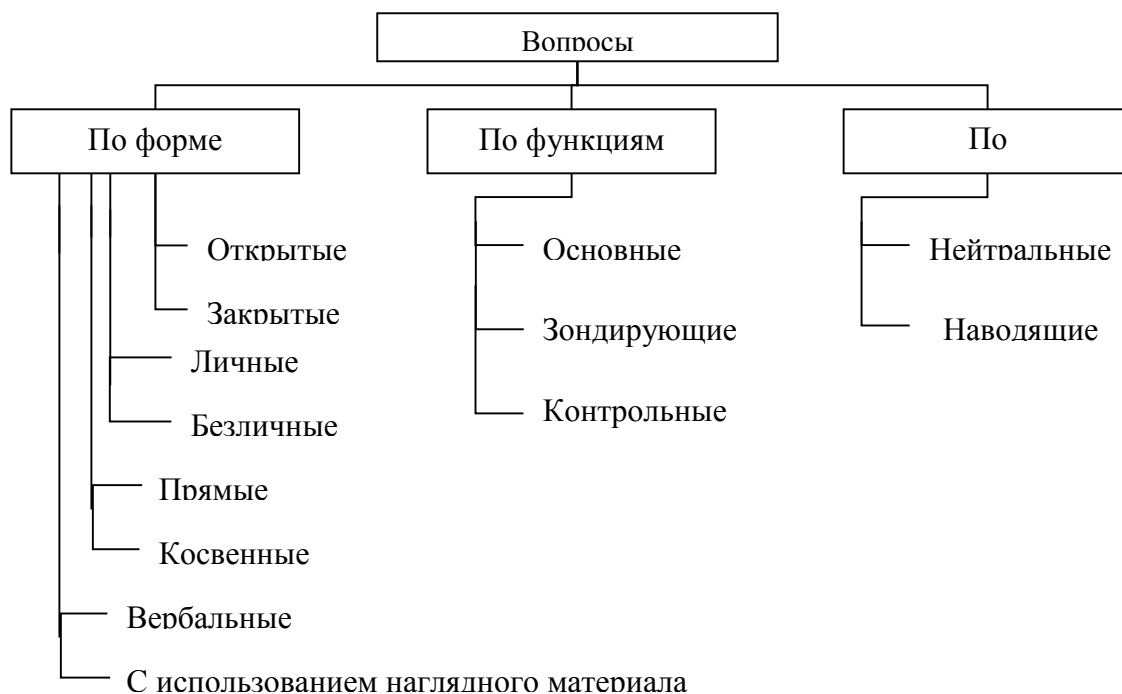 Вопросы
По форме
По функциям
По
Открытые
Закрытые
Личные
Безличные
Прямые
Косвенные
Вербальные
С использованием наглядного материала
Основные
Зондирующие
Контрольные
Нейтральные
Наводящие